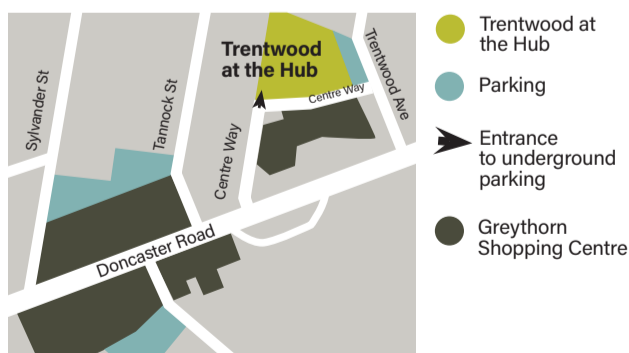 Sylvander St
Tannock St
Trentwood
at the Hub
Trentwood Ave
Centre Way
Centre Way
Doncaster Road
Trentwood at
the Hub
Parking
Entrance
to underground
parking
Greythorn
Shopping Centre